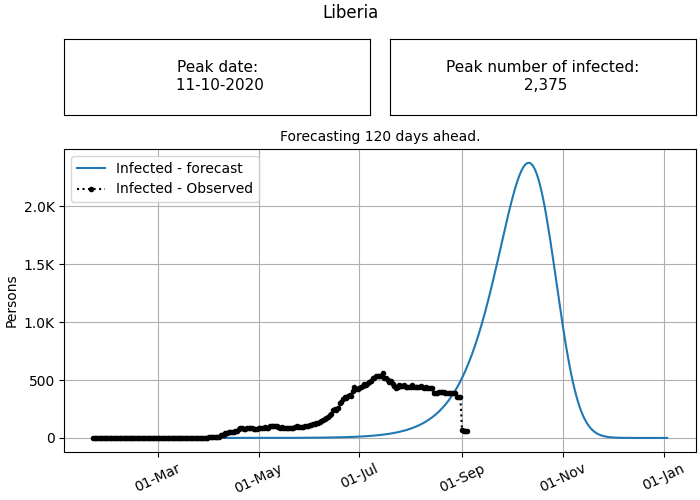 Liberia
Peak date:
11-10-2020
Peak number of infected:
2,375
Forecasting 120 days ahead.
Infected - forecast
Infected - Observed
Persons
2.0K
1.5K
1.0K
500
0
01-Mar
01-May
01-Jul
01-Sep
01-Nov
01-Jan